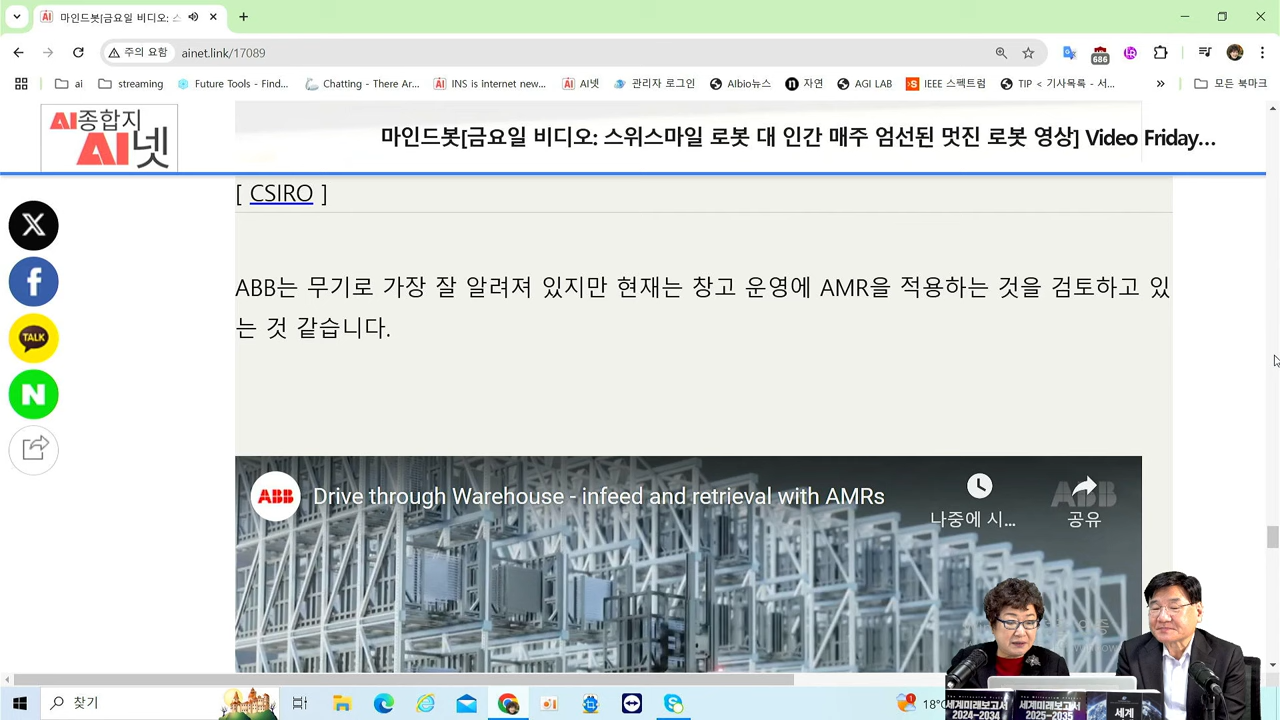 마인드봇[금요일 비디오: 스
주의 요함
ainet.link/17089
686
ai
streaming
Future Tools - Find...
Chatting - There Ar...
INS is internet new...
AI넷
관리자 로그인
AIbio뉴스
자연
AGI LAB
IEEE 스펙트럼
TIP < 기사목록 - 서...
모든 북마크
AI종합지
AI넷
마인드봇[금요일 비디오: 스위스마일 로봇 대 인간 매주 엄선된 멋진 로봇 영상] Video Friday...
[ CSIRO ]
TALK
N
ABB는 무기로 가장 잘 알려져 있지만 현재는 창고 운영에 AMR을 적용하는 것을 검토하고 있
는 것 같습니다.
ABB
Drive through Warehouse - infeed and retrieval with AMRs
나중에 시...
ABB
공유
찾기
18°
세계미래보고서
2024-2034
세계미래보고서
2025-2035
세계